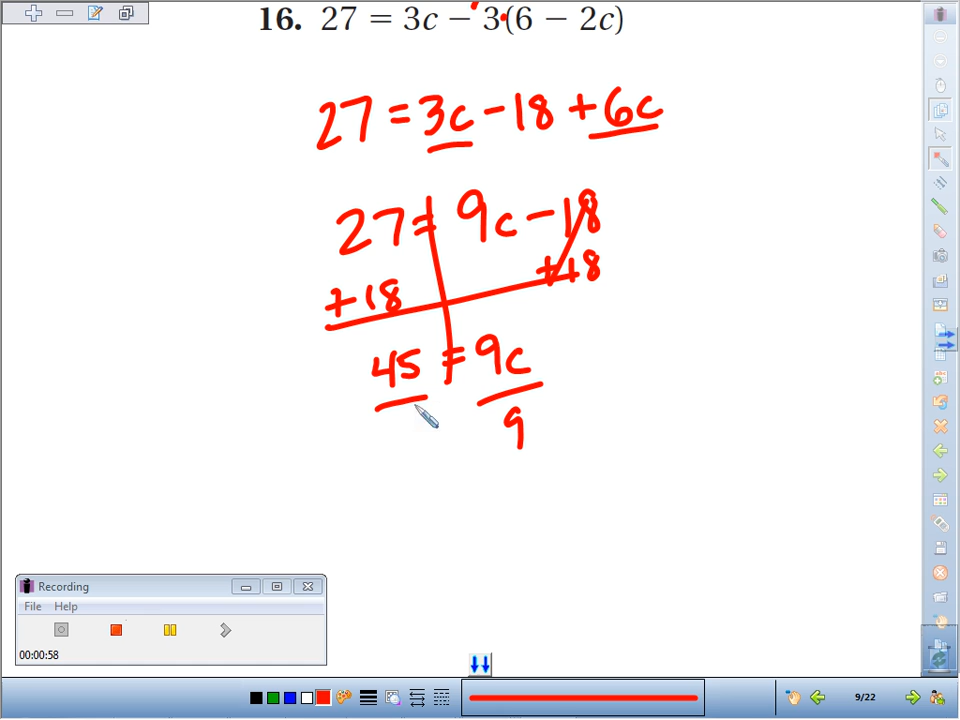 16. 27 = 3c − 3(6 − 2c)
27 = 3c − 18 + 6c
27 = 9c − 18
+18 +18
45 = 9c
9
Recording
File Help
00:00:58
9/22